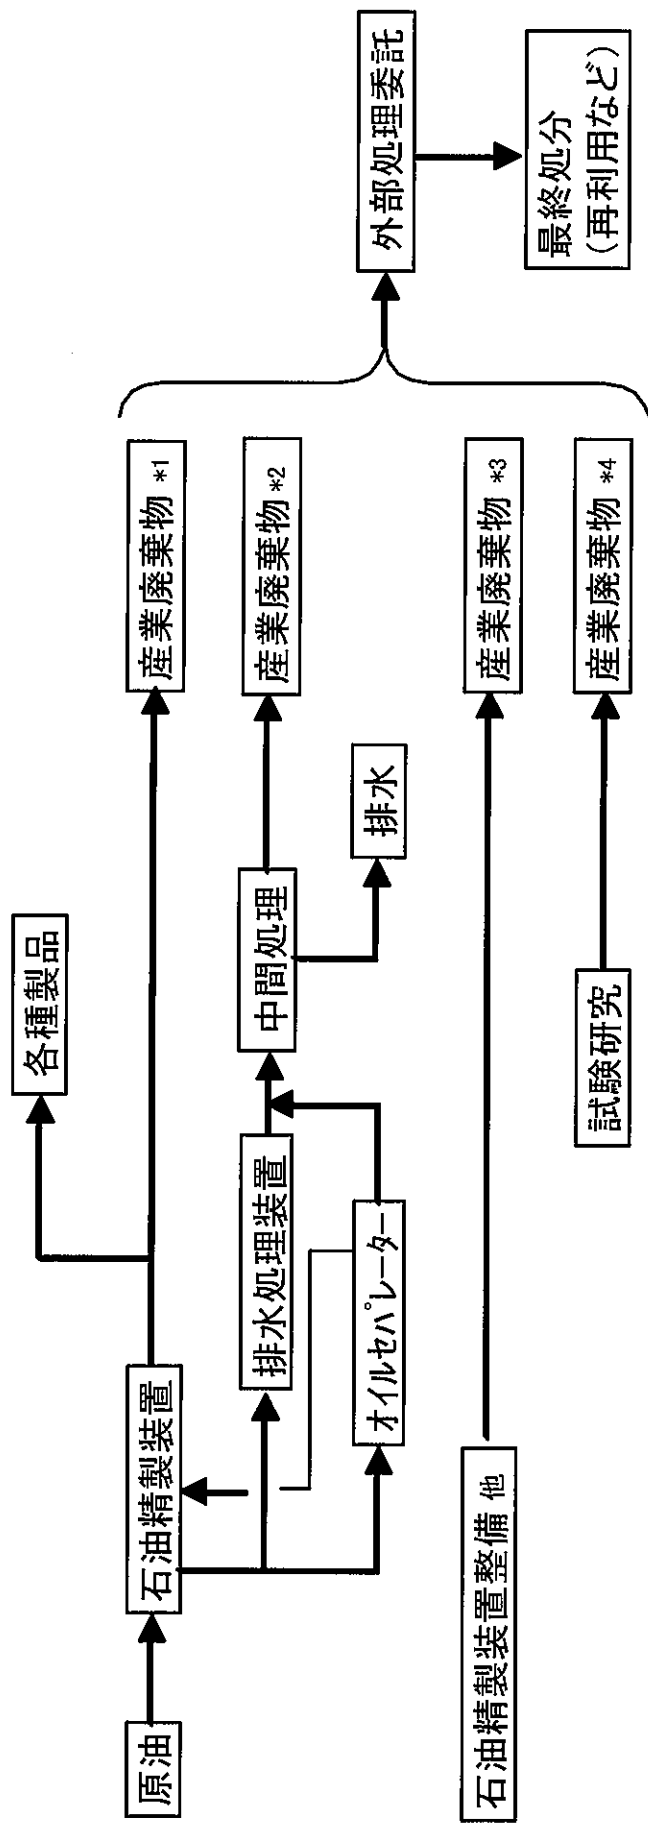 各種製品
原油
石油精製装置
産業廃棄物 *1
排水処理装置
中間処理
産業廃棄物 *2
オイルセパレーター
排水
外部処理委託
最終処分
(再利用など)
石油精製装置整備 他
産業廃棄物 *3
試験研究
産業廃棄物 *4